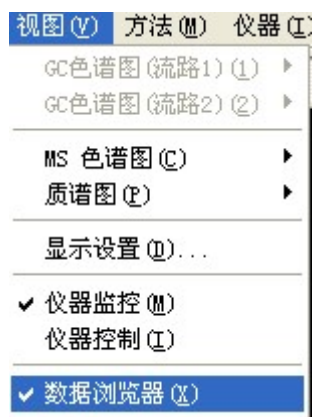 视图(V) 方法(M) 仪器(I)
GC色谱图(流路1)(1)
GC色谱图(流路2)(2)
MS 色谱图(C)
质谱图(P)
显示设置(D)...
仪器监控(M)
仪器控制(I)
数据浏览器(X)